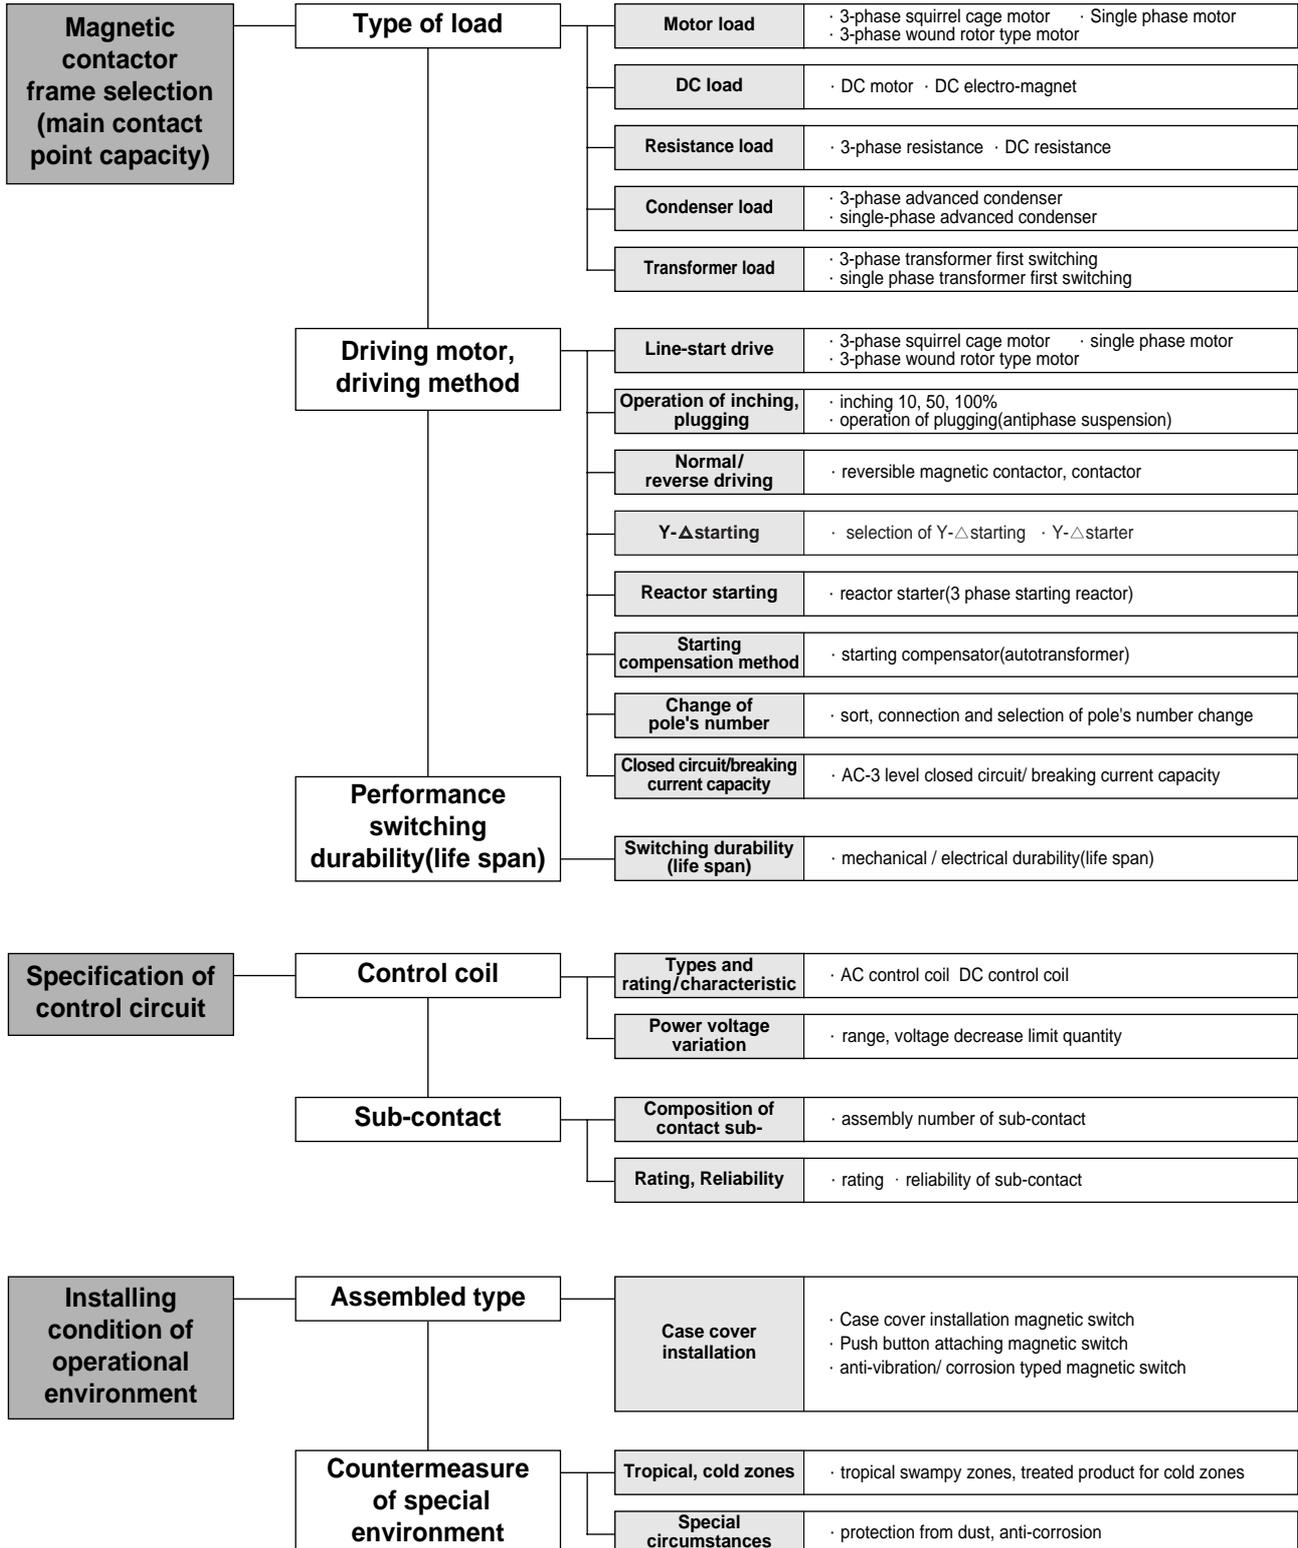 Magnetic
contactor
frame selection
(main contact
point capacity)
Type of load
Motor load
· 3-phase squirrel cage motor · Single phase motor
· 3-phase wound rotor type motor
DC load
· DC motor · DC electro-magnet
Resistance load
· 3-phase resistance · DC resistance
Condenser load
· 3-phase advanced condenser
· single-phase advanced condenser
Transformer load
· 3-phase transformer first switching
· single phase transformer first switching
Driving motor,
driving method
Line-start drive
· 3-phase squirrel cage motor · single phase motor
· 3-phase wound rotor type motor
Operation of inching,
plugging
· inching 10, 50, 100%
· operation of plugging(antiphase suspension)
Normal/
reverse driving
· reversible magnetic contactor, contactor
Y-△starting
· selection of Y-△starting · Y-△starter
Reactor starting
· reactor starter(3 phase starting reactor)
Starting
compensation method
· starting compensator(autotransformer)
Change of
pole's number
· sort, connection and selection of pole's number change
Closed circuit/breaking
current capacity
· AC-3 level closed circuit/ breaking current capacity
Performance
switching
durability(life span)
Switching durability
(life span)
· mechanical / electrical durability(life span)
Specification of
control circuit
Control coil
Types and
rating/characteristic
· AC control coil DC control coil
Power voltage
variation
· range, voltage decrease limit quantity
Sub-contact
Composition of
contact sub-
· assembly number of sub-contact
Rating, Reliability
· rating · reliability of sub-contact
Installing
condition of
operational
environment
Assembled type
Case cover
installation
· Case cover installation magnetic switch
· Push button attaching magnetic switch
· anti-vibration/ corrosion typed magnetic switch
Countermeasure
of special
environment
Tropical, cold zones
· tropical swampy zones, treated product for cold zones
Special
circumstances
· protection from dust, anti-corrosion